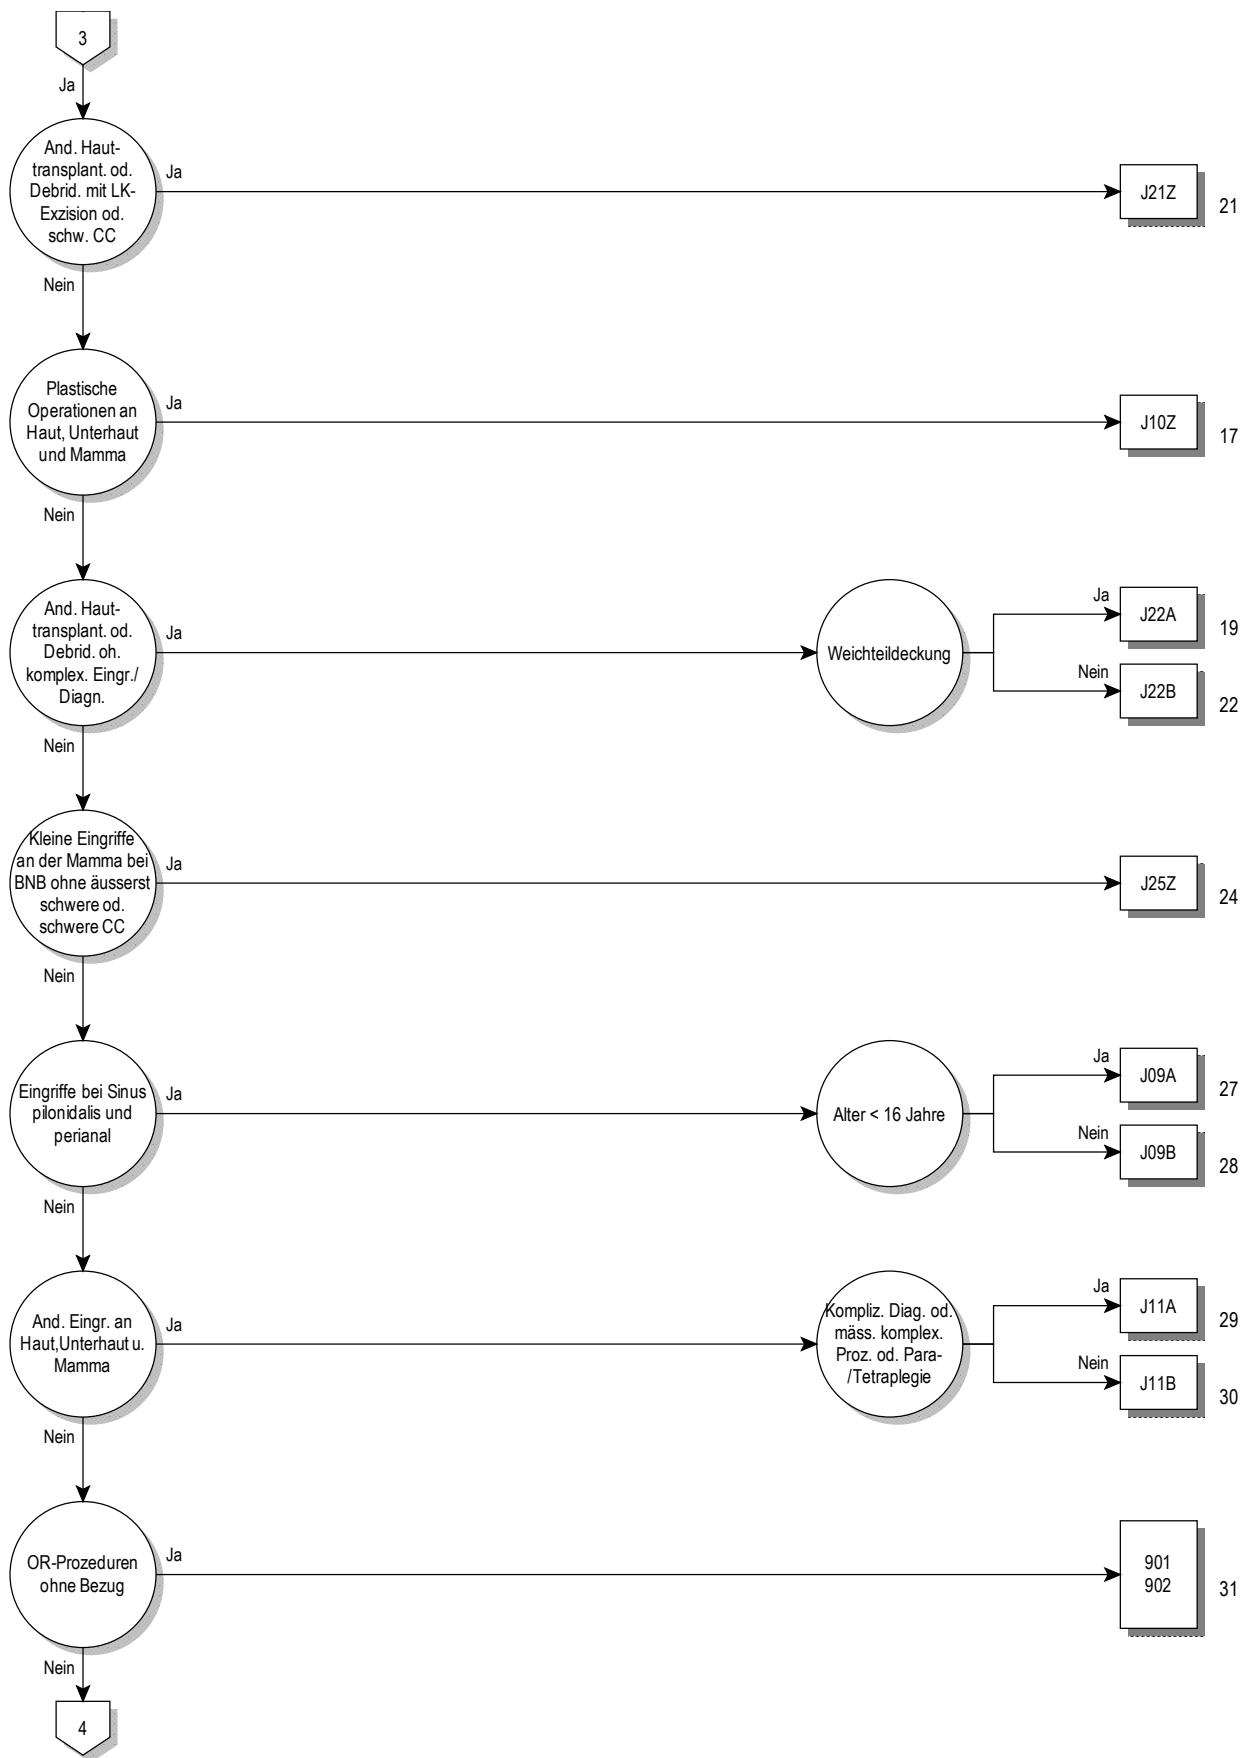 3
Ja
And. Haut-
transplant. od.
Debrid. mit LK-
Exzision od.
schw. CC
Ja
J21Z
21
Nein
Plastische
Operationen an
Haut, Unterhaut
und Mamma
Ja
J10Z
17
Nein
And. Haut-
transplant. od.
Debrid. oh.
komplex. Eingr./
Diagn.
Ja
Weichteildeckung
Ja
J22A
19
Nein
J22B
22
Nein
Kleine Eingriffe
an der Mamma bei
BNB ohne äusserst
schwere od.
schwere CC
Ja
J25Z
24
Nein
Eingriffe bei Sinus
pilonidalis und
perianal
Ja
Alter < 16 Jahre
Ja
J09A
27
Nein
J09B
28
Nein
And. Eingr. an
Haut,Unterhaut u.
Mamma
Ja
Kompliz. Diag. od.
mäss. komplex.
Proz. od. Para-
/Tetraplegie
Ja
J11A
29
Nein
J11B
30
Nein
OR-Prozeduren
ohne Bezug
Ja
901
902
31
Nein
4